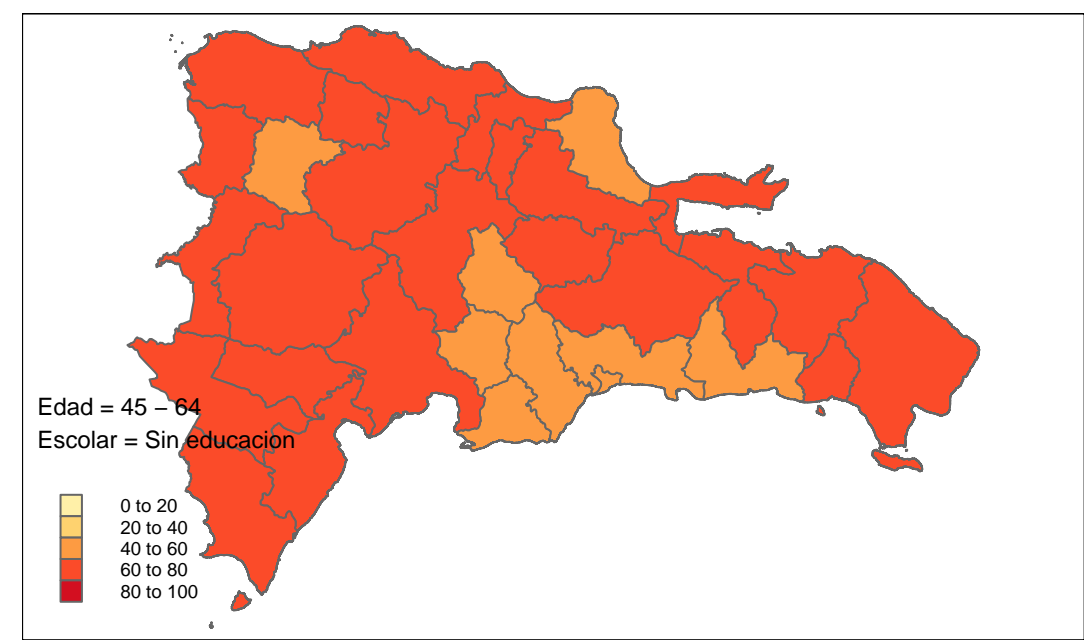 Edad = 45 – 64
Escolar = Sin educacion
0 to 20
20 to 40
40 to 60
60 to 80
80 to 100